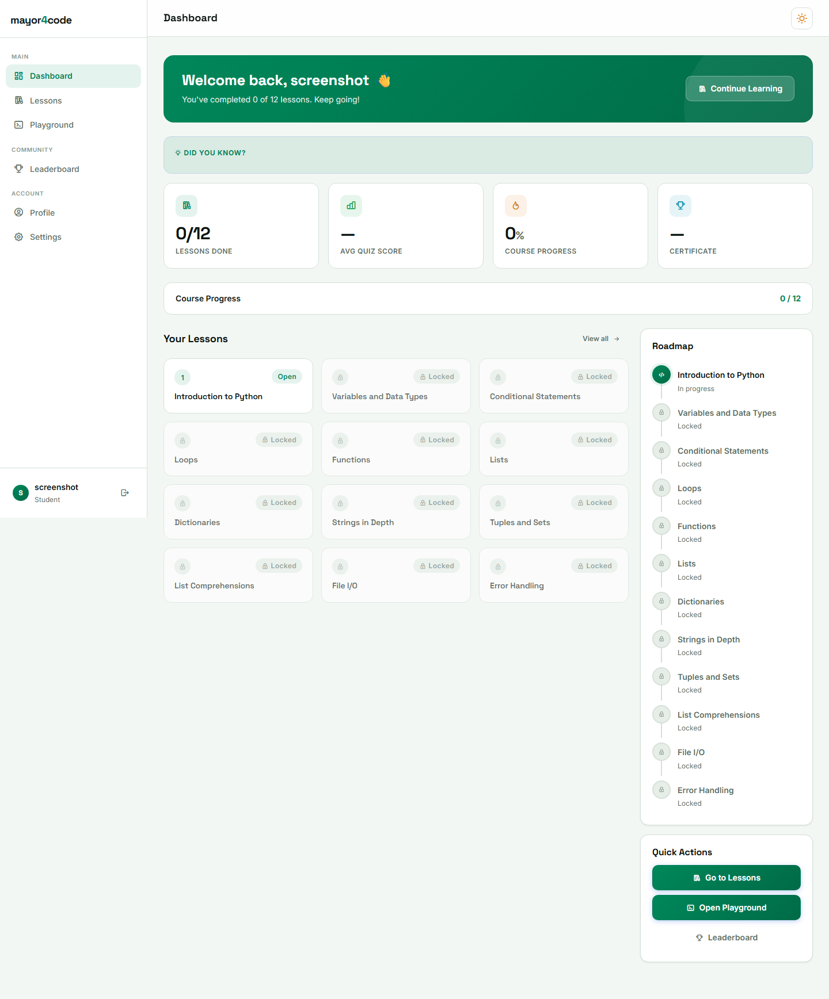 mayor4code
MAIN
Dashboard
Lessons
Playground
COMMUNITY
Leaderboard
ACCOUNT
Profile
Settings
S
screenshot
Student
Dashboard
Welcome back, screenshot 👋
You've completed 0 of 12 lessons. Keep going!
Continue Learning
DID YOU KNOW?
0/12
LESSONS DONE
—
AVG QUIZ SCORE
0%
COURSE PROGRESS
—
CERTIFICATE
Course Progress
0 / 12
Your Lessons
View all →
1
Open
Introduction to Python
Locked
Variables and Data Types
Locked
Conditional Statements
Locked
Loops
Locked
Functions
Locked
Lists
Locked
Dictionaries
Locked
Strings in Depth
Locked
Tuples and Sets
Locked
List Comprehensions
Locked
File I/O
Locked
Error Handling
Roadmap
Introduction to Python
In progress
Variables and Data Types
Locked
Conditional Statements
Locked
Loops
Locked
Functions
Locked
Lists
Locked
Dictionaries
Locked
Strings in Depth
Locked
Tuples and Sets
Locked
List Comprehensions
Locked
File I/O
Locked
Error Handling
Locked
Quick Actions
Go to Lessons
Open Playground
Leaderboard